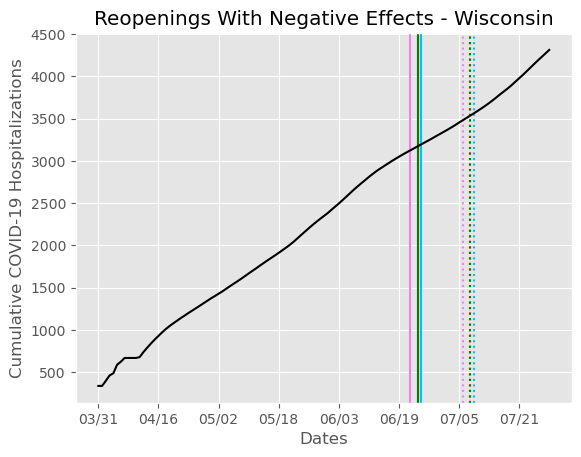 Reopenings With Negative Effects - Wisconsin
Cumulative COVID-19 Hospitalizations
4500
4000
3500
3000
2500
2000
1500
1000
500
03/31 04/16 05/02 05/18 06/03 06/19 07/05 07/21
Dates